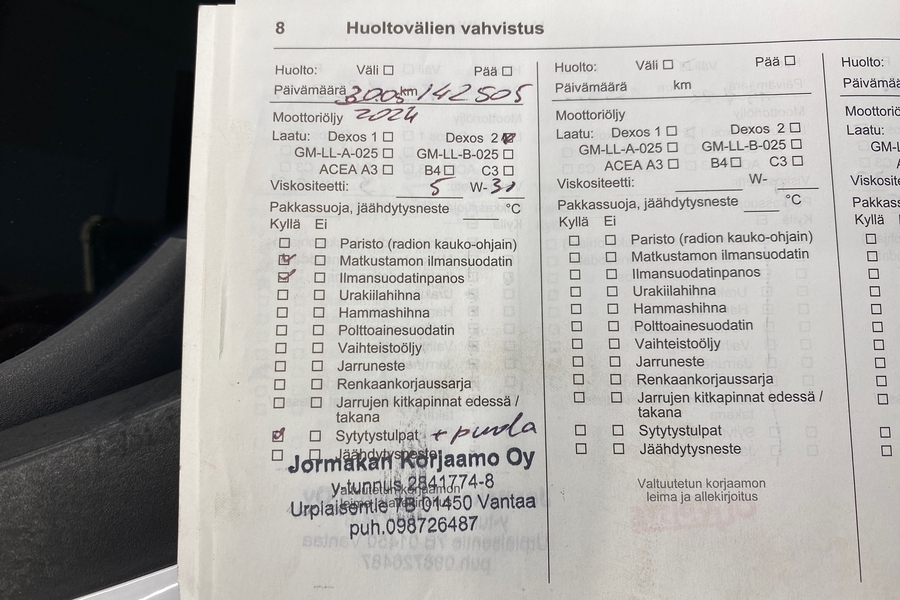 8 Huoltovälien vahvistus
Huolto: Väli Pää
Päivämäärä 30.05 km 142505
2024
Moottoriöljy
Laatu: Dexos 1 Dexos 2
GM-LL-A-025 GM-LL-B-025
ACEA A3 B4 C3
Viskositeetti: 5 W-30
Pakkassuoja, jäähdytysneste °C
Kyllä Ei
Paristo (radion kauko-ohjain)
Matkustamon ilmansuodatin
Ilmansuodatinpanos
Urakiilahihna
Hammashihna
Polttoainesuodatin
Vaihteistoöljy
Jarruneste
Renkaankorjaussarja
Jarrujen kitkapinnat edessä /
takana
Sytytystulpat + puola
Jäähdytysneste
Jormakan Korjaamo Oy
y-tunnus 2841774-8
Urpiaisentie 7B 01450 Vantaa
puh.098726487
Huolto: Väli Pää
Päivämäärä km
Moottoriöljy
Laatu: Dexos 1 Dexos 2
GM-LL-A-025 GM-LL-B-025
ACEA A3 B4 C3
Viskositeetti: W-
Pakkassuoja, jäähdytysneste °C
Kyllä Ei
Paristo (radion kauko-ohjain)
Matkustamon ilmansuodatin
Ilmansuodatinpanos
Urakiilahihna
Hammashihna
Polttoainesuodatin
Vaihteistoöljy
Jarruneste
Renkaankorjaussarja
Jarrujen kitkapinnat edessä /
takana
Sytytystulpat
Jäähdytysneste
Valtuutetun korjaamon
leima ja allekirjoitus
Huolto:
Päivämää
Moottoriö
Laatu:
GM-L
A
Viskosite
Pakkass
Kyllä